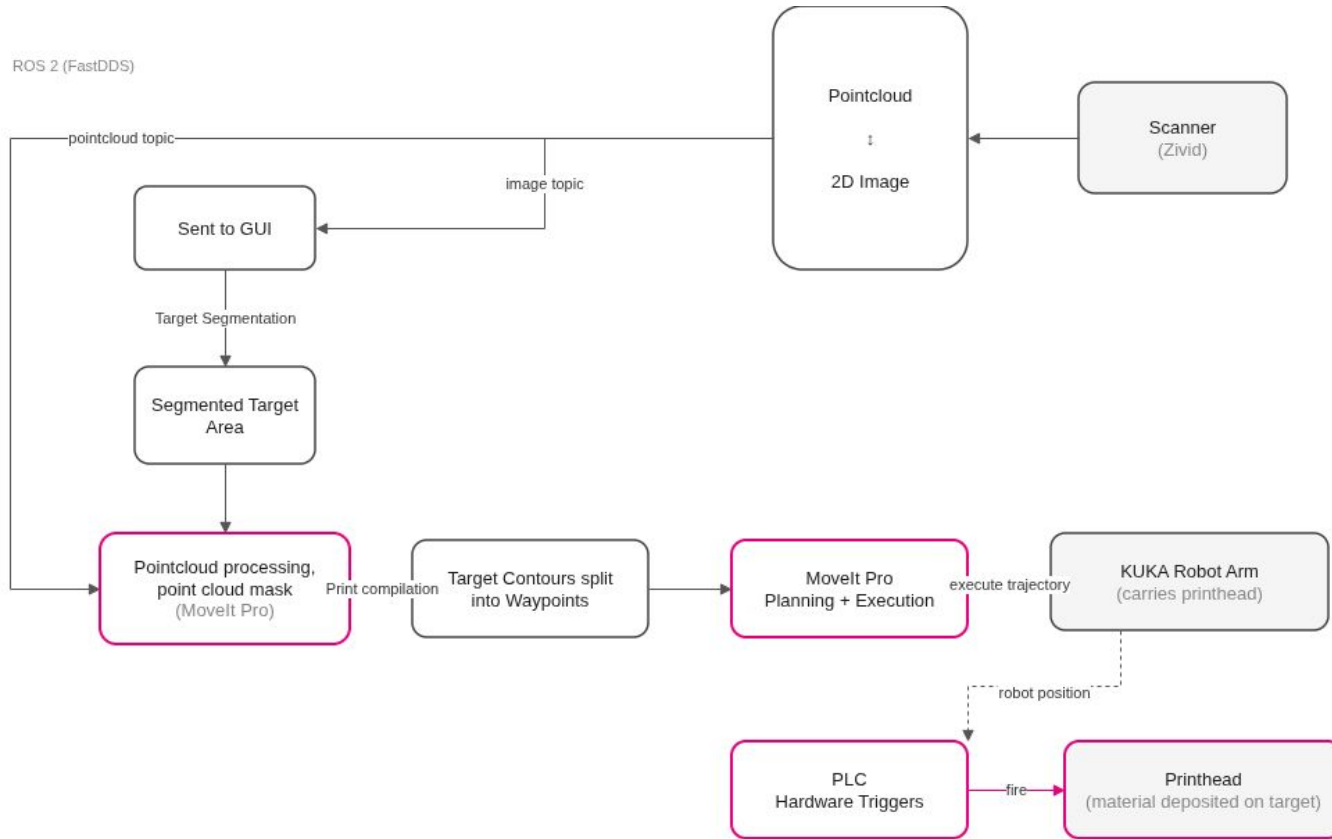 ROS 2 (FastDDS)
Pointcloud
↕
2D Image
Scanner
(Zivid)
pointcloud topic
image topic
Sent to GUI
Target Segmentation
Segmented Target
Area
Pointcloud processing,
point cloud mask
(MoveIt Pro)
Print compilation
Target Contours split
into Waypoints
MoveIt Pro
Planning + Execution
execute trajectory
KUKA Robot Arm
(carries printhead)
robot position
PLC
Hardware Triggers
fire
Printhead
(material deposited on target)